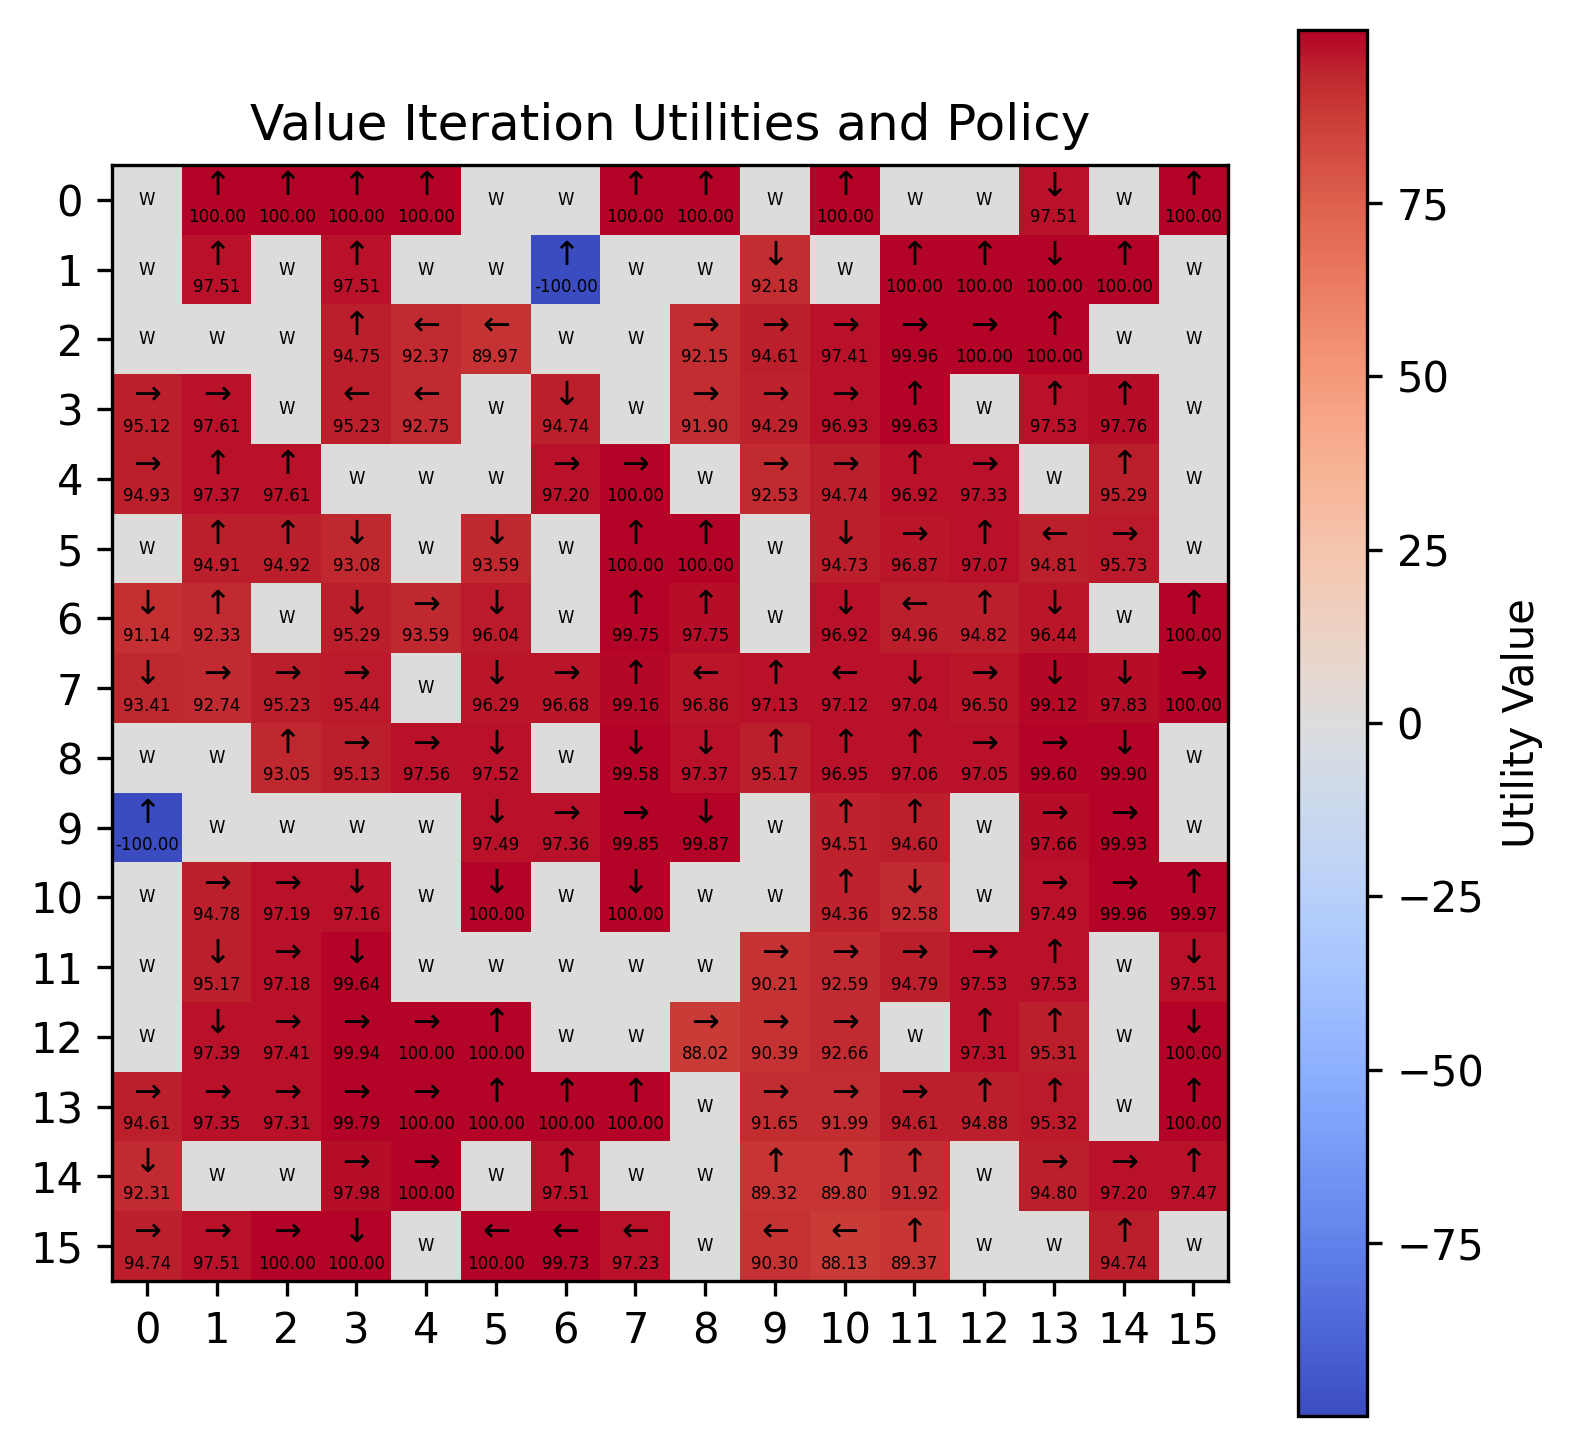 Value Iteration Utilities and Policy
0 W ↑ ↑ ↑ ↑ W W ↑ ↑ W ↑ W W ↓ W ↑
100.00 100.00 100.00 100.00 100.00 100.00 100.00 97.51 100.00
1 W ↑ W ↑ W W ↑ W W ↓ W ↑ ↑ ↓ ↑ W
97.51 97.51 -100.00 92.18 100.00 100.00 100.00 100.00
2 W W W ↑ ← ← W W → → → → → ↑ W W
94.75 92.37 89.97 92.15 94.61 97.41 99.96 100.00 100.00
3 → → W ← ← W ↓ W → → → ↑ W ↑ ↑ W
95.12 97.61 95.23 92.75 94.74 91.90 94.29 96.93 99.63 97.53 97.76
4 → ↑ ↑ W W W → → W → → ↑ → W ↑ W
94.93 97.37 97.61 97.20 100.00 92.53 94.74 96.92 97.33 95.29
5 W ↑ ↑ ↓ W ↓ W ↑ ↑ W ↓ → ↑ ← → W
94.91 94.92 93.08 93.59 100.00 100.00 94.73 96.87 97.07 94.81 95.73
6 ↓ ↑ W ↓ → ↓ W ↑ ↑ W ↓ ← ↑ ↓ W ↑
91.14 92.33 95.29 93.59 96.04 99.75 97.75 96.92 94.96 94.82 96.44 100.00
7 ↓ → → → W ↓ → ↑ ← ↑ ← ↓ → ↓ ↓ →
93.41 92.74 95.23 95.44 96.29 96.68 99.16 96.86 97.13 97.12 97.04 96.50 99.12 97.83 100.00
8 W W ↑ → → ↓ W ↓ ↓ ↑ ↑ ↑ → → ↓ W
93.05 95.13 97.56 97.52 99.58 97.37 95.17 96.95 97.06 97.05 99.60 99.90
9 ↑ W W W W ↓ → → ↓ W ↑ ↑ W → → W
-100.00 97.49 97.36 99.85 99.87 94.51 94.60 97.66 99.93
10 W → → ↓ W ↓ W ↓ W W ↑ ↓ W → → ↑
94.78 97.19 97.16 100.00 100.00 94.36 92.58 97.49 99.96 99.97
11 W ↓ → ↓ W W W W W → → → → ↑ W ↓
95.17 97.18 99.64 90.21 92.59 94.79 97.53 97.53 97.51
12 W ↓ → → → ↑ W W → → → W ↑ ↑ W ↓
97.39 97.41 99.94 100.00 100.00 88.02 90.39 92.66 97.31 95.31 100.00
13 → → → → → ↑ ↑ ↑ W → → → ↑ ↑ W ↑
94.61 97.35 97.31 99.79 100.00 100.00 100.00 100.00 91.65 91.99 94.61 94.88 95.32 100.00
14 ↓ W W → → W ↑ W W ↑ ↑ ↑ W → → ↑
92.31 97.98 100.00 97.51 89.32 89.80 91.92 94.80 97.20 97.47
15 → → → ↓ W ← ← ← W ← ← ↑ W W ↑ W
94.74 97.51 100.00 100.00 100.00 99.73 97.23 90.30 88.13 89.37 94.74
0 1 2 3 4 5 6 7 8 9 10 11 12 13 14 15
75
50
25
0
−25
−50
−75
Utility Value